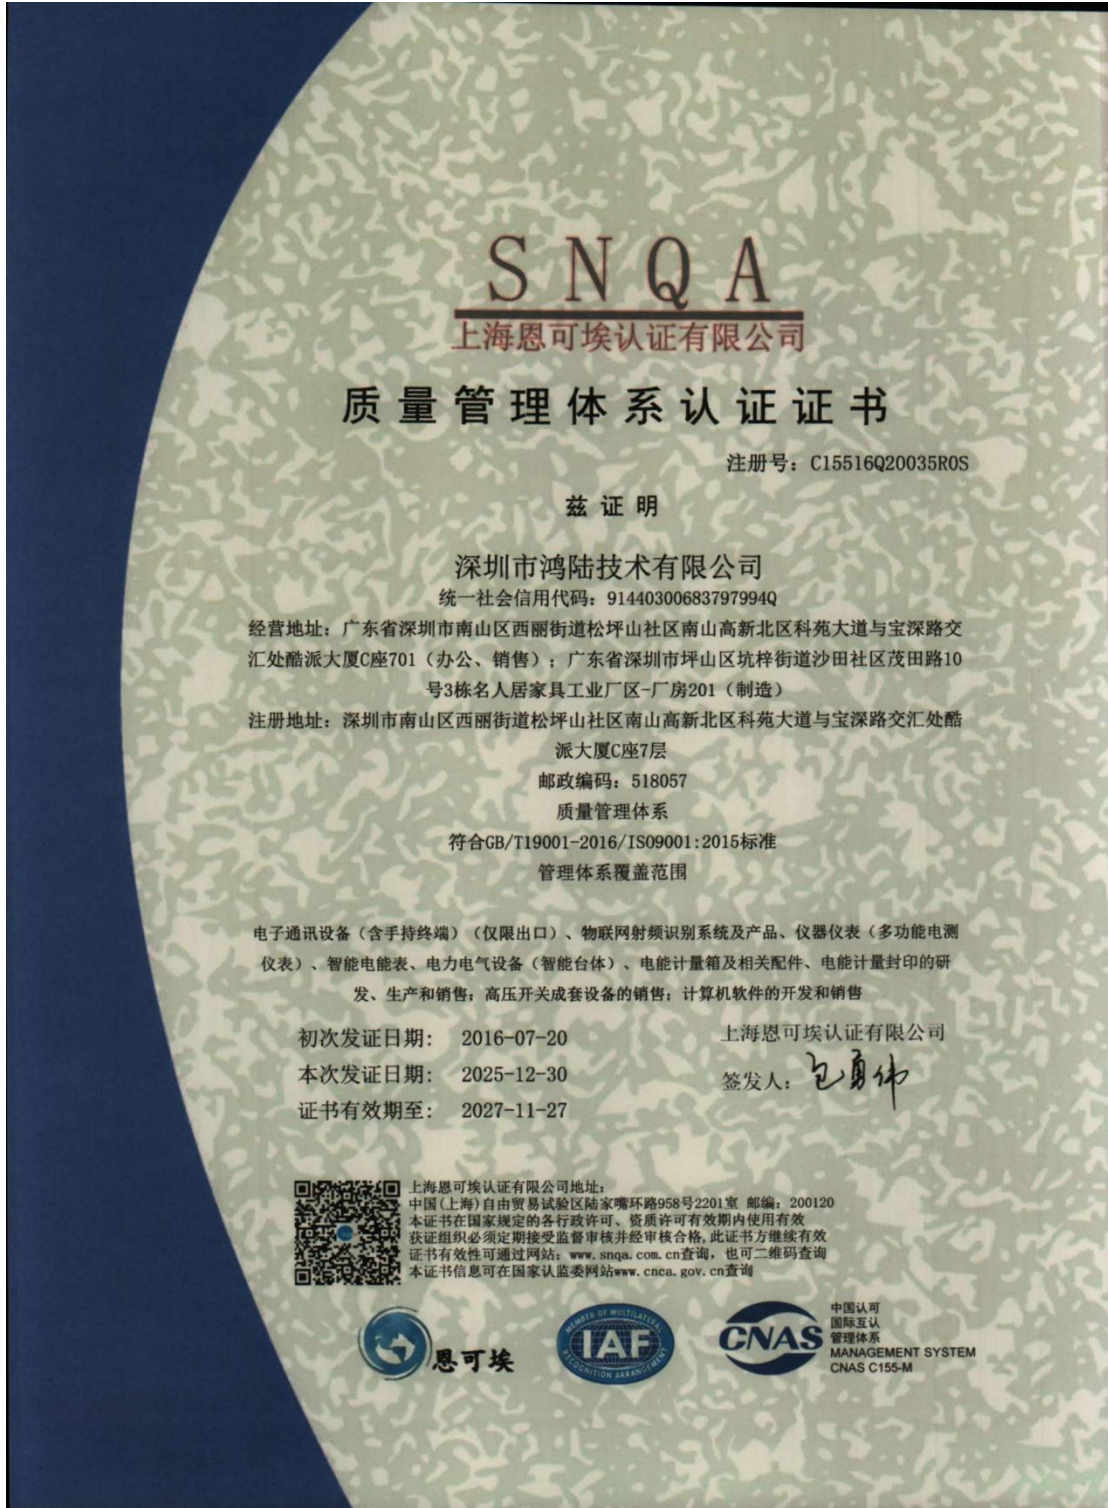 SNQA
上海恩可埃认证有限公司
质量管理体系认证证书
注册号：C15516Q20035R0S
兹证明
深圳市鸿陆技术有限公司
统一社会信用代码：91440300683797994Q
经营地址：广东省深圳市南山区西丽街道松坪山社区南山高新北区科苑大道与宝深路交
汇处酷派大厦C座701（办公、销售）；广东省深圳市坪山区坑梓街道沙田社区茂田路10
号3栋名人居家具工业厂区-厂房201（制造）
注册地址：深圳市南山区西丽街道松坪山社区南山高新北区科苑大道与宝深路交汇处酷
派大厦C座7层
邮政编码：518057
质量管理体系
符合GB/T19001-2016/ISO9001:2015标准
管理体系覆盖范围
电子通讯设备（含手持终端）（仅限出口）、物联网射频识别系统及产品、仪器仪表（多功能电测
仪表）、智能电能表、电力电气设备（智能台体）、电能计量箱及相关配件、电能计量封印的研
发、生产和销售；高压开关成套设备的销售；计算机软件的开发和销售
初次发证日期： 2016-07-20
本次发证日期： 2025-12-30
证书有效期至： 2027-11-27
上海恩可埃认证有限公司
签发人：包勇伟
上海恩可埃认证有限公司地址：
中国(上海)自由贸易试验区陆家嘴环路958号2201室 邮编：200120
本证书在国家规定的各行政许可、资质许可有效期内使用有效
获证组织必须定期接受监督审核并经审核合格,此证书方继续有效
证书有效性可通过网站：www.snqa.com.cn查询，也可二维码查询
本证书信息可在国家认监委网站www.cnca.gov.cn查询
恩可埃
MEMBER OF MULTILATERAL
IAF
RECOGNITION ARRANGEMENT
CNAS
中国认可
国际互认
管理体系
MANAGEMENT SYSTEM
CNAS C155-M